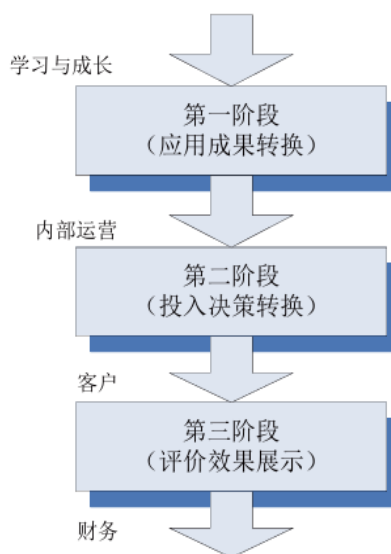 学习与成长
第一阶段
（应用成果转换）
内部运营
第二阶段
（投入决策转换）
客户
第三阶段
（评价效果展示）
财务